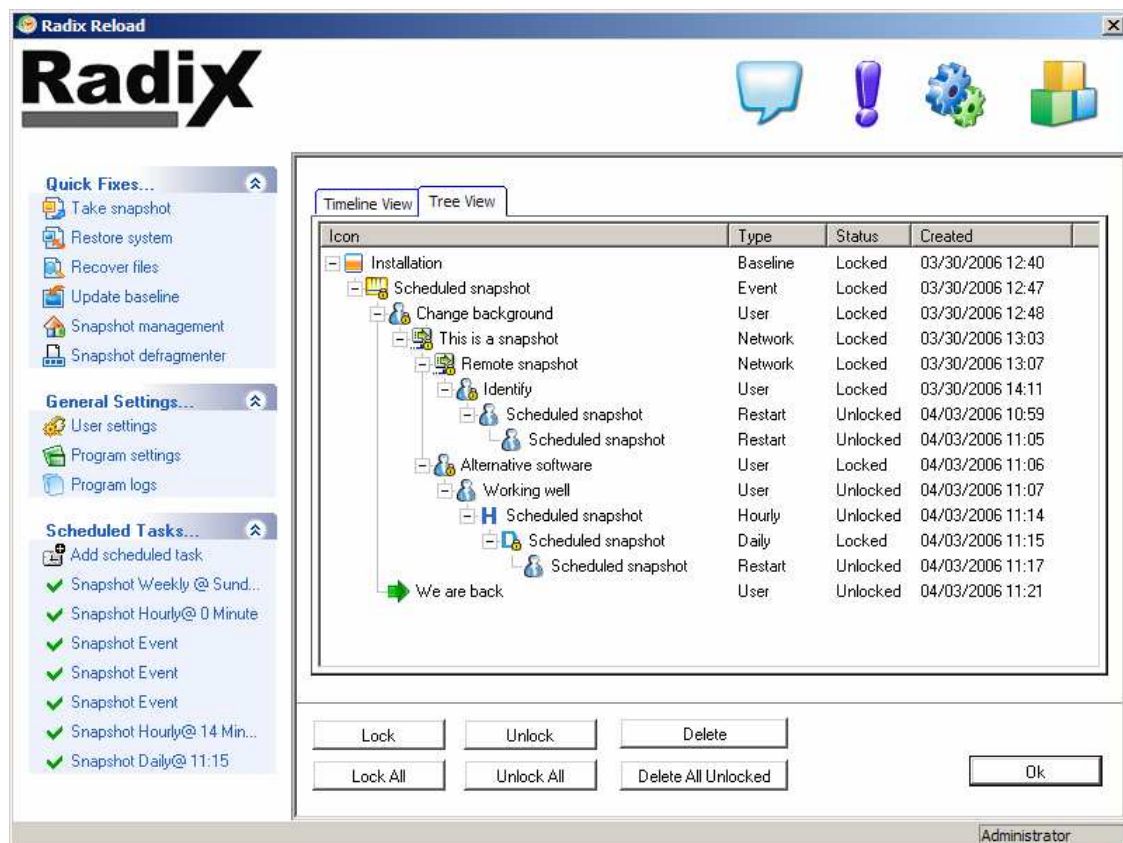 Radix Reload
Radix
Quick Fixes...
Take snapshot
Restore system
Recover files
Update baseline
Snapshot management
Snapshot defragmenter
General Settings...
User settings
Program settings
Program logs
Scheduled Tasks...
Add scheduled task
Snapshot Weekly @ Sund...
Snapshot Hourly@ 0 Minute
Snapshot Event
Snapshot Event
Snapshot Event
Snapshot Hourly@ 14 Min...
Snapshot Daily@ 11:15
Timeline View Tree View
Icon Type Status Created
Installation Baseline Locked 03/30/2006 12:40
Scheduled snapshot Event Locked 03/30/2006 12:47
Change background User Locked 03/30/2006 12:48
This is a snapshot Network Locked 03/30/2006 13:03
Remote snapshot Network Locked 03/30/2006 13:07
Identify User Locked 03/30/2006 14:11
Scheduled snapshot Restart Unlocked 04/03/2006 10:59
Scheduled snapshot Restart Unlocked 04/03/2006 11:05
Alternative software User Locked 04/03/2006 11:06
Working well User Unlocked 04/03/2006 11:07
H Scheduled snapshot Hourly Unlocked 04/03/2006 11:14
D Scheduled snapshot Daily Locked 04/03/2006 11:15
Scheduled snapshot Restart Unlocked 04/03/2006 11:17
We are back User Unlocked 04/03/2006 11:21
Lock Unlock Delete
Lock All Unlock All Delete All Unlocked
Ok
Administrator